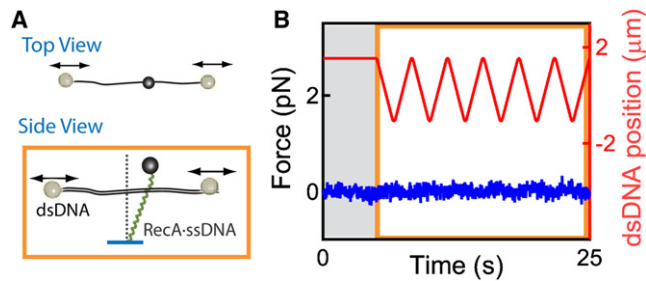 A
Top View
Side View
dsDNA
RecA·ssDNA
B
Force (pN)
2
0
0
25
Time (s)
2
-2
dsDNA position (μm)